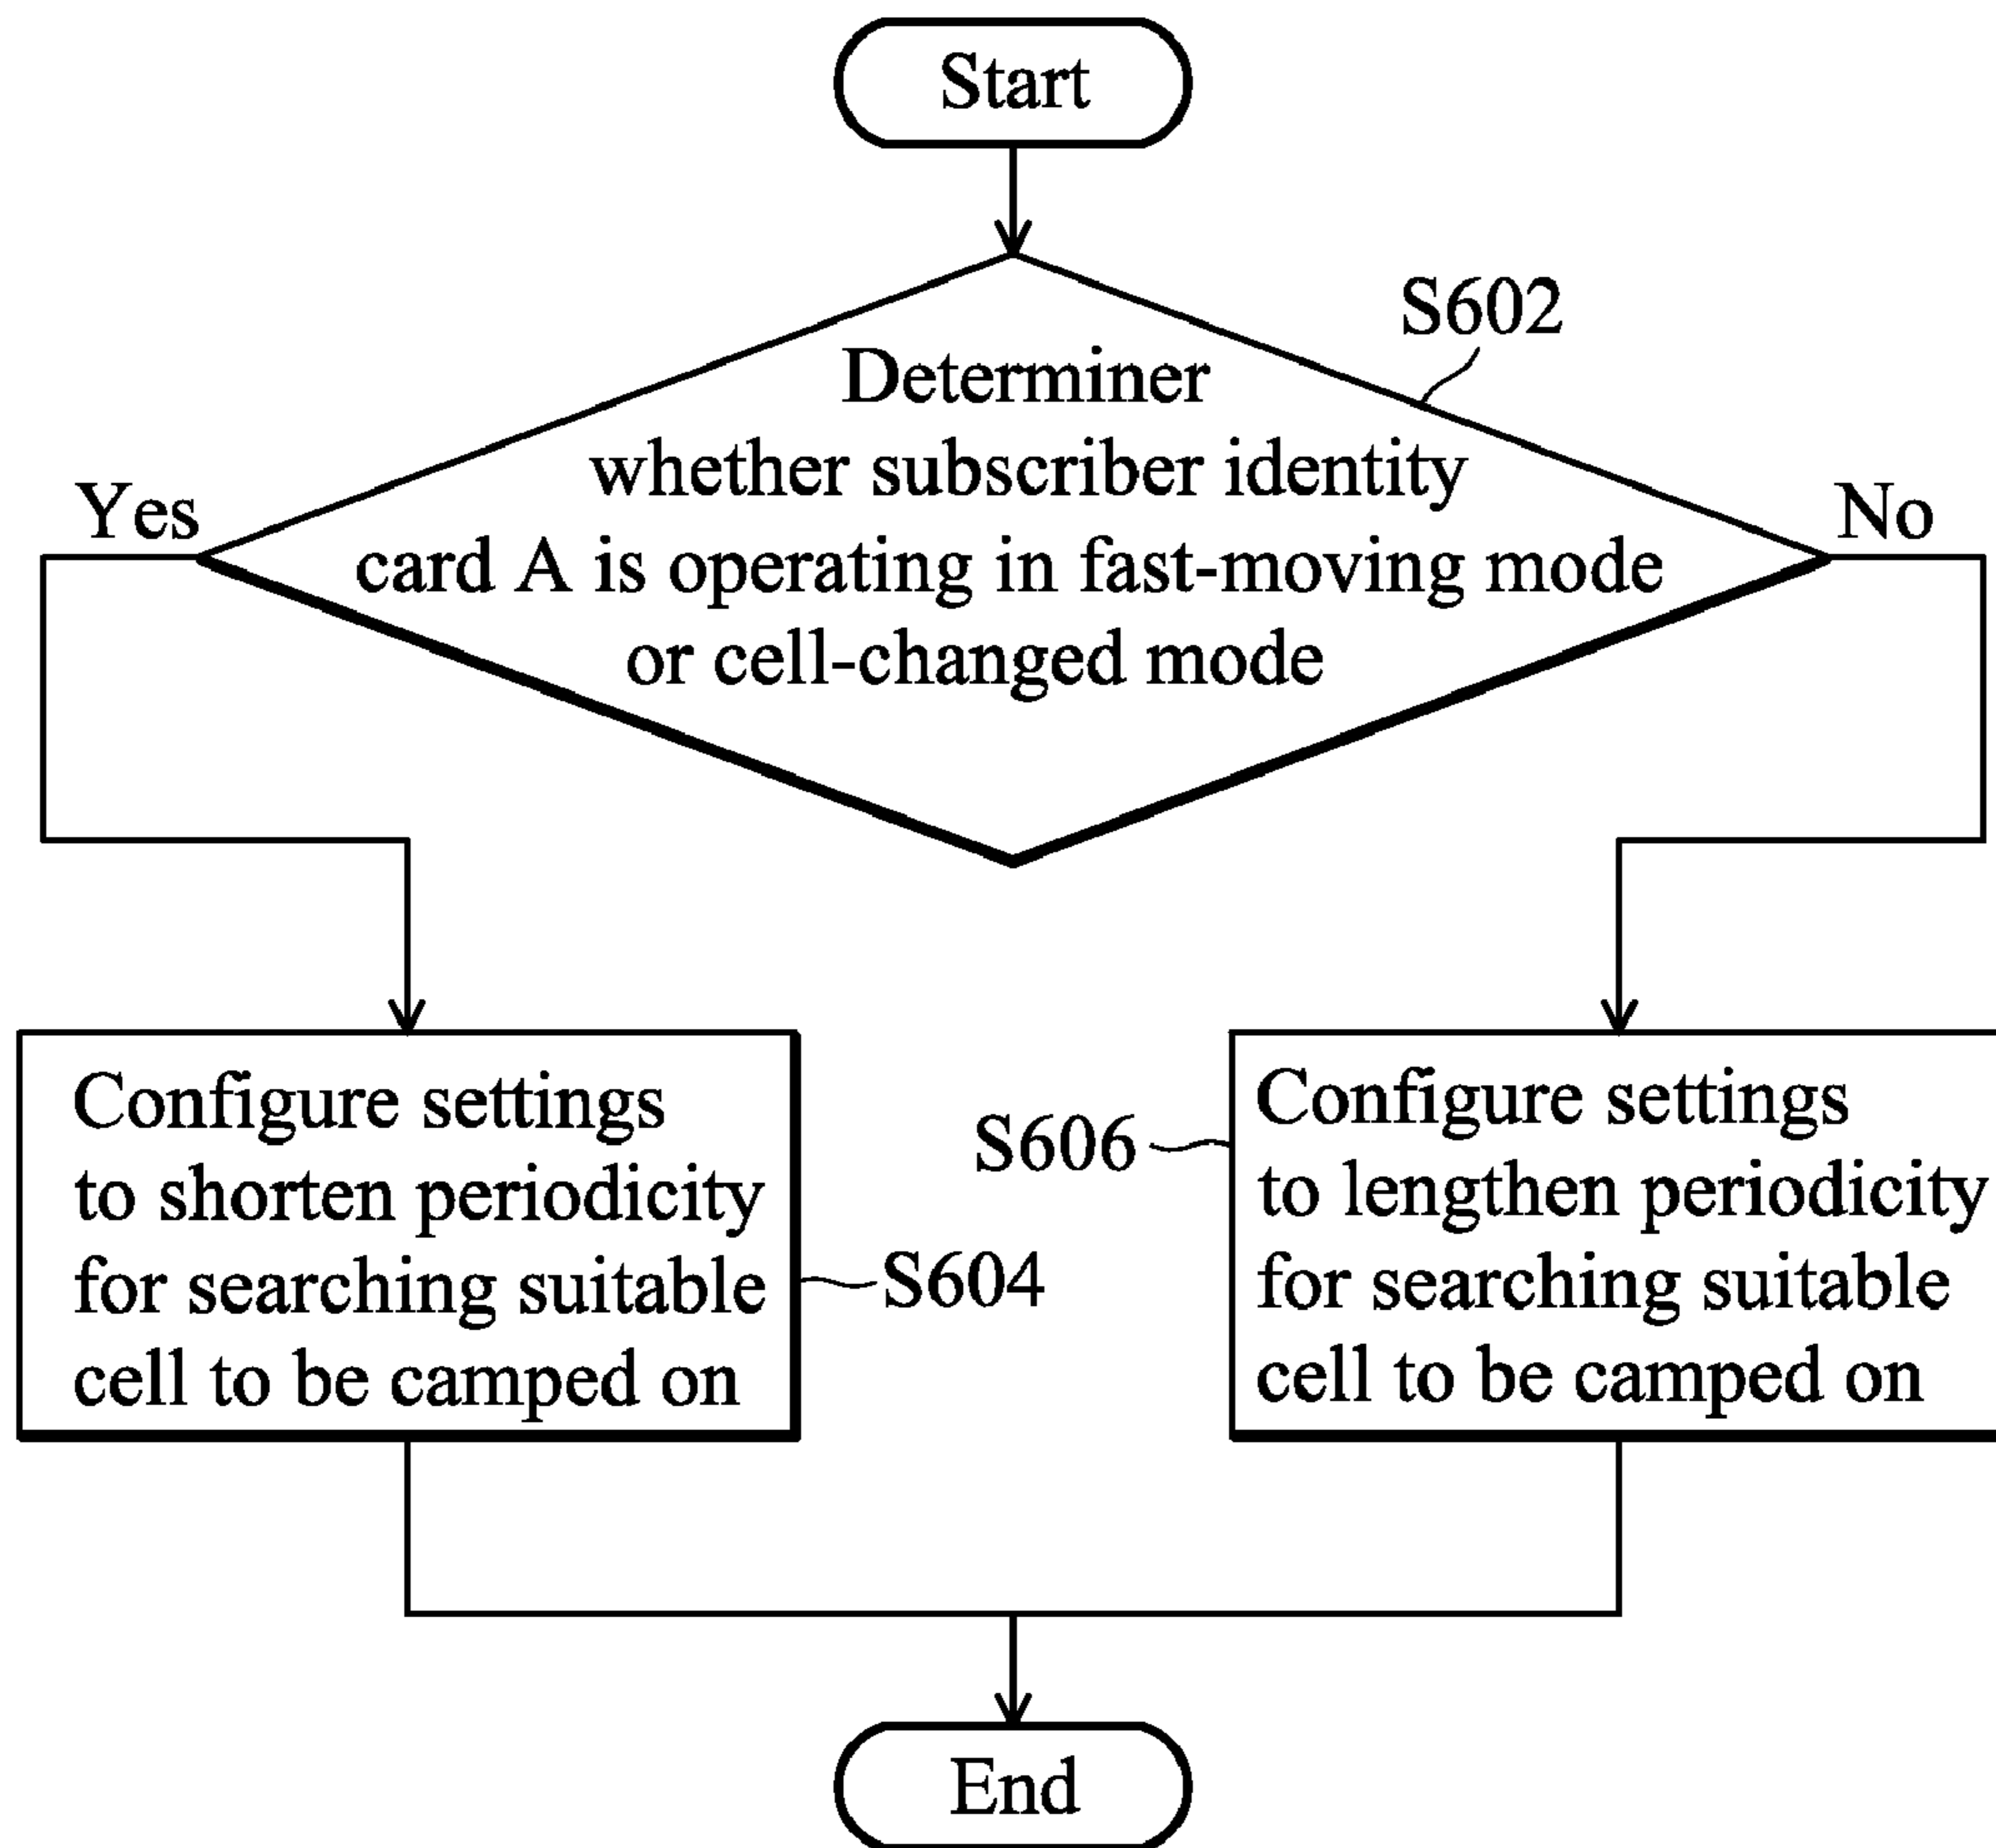 Start
S602
Determiner
whether subscriber identity
card A is operating in fast-moving mode
or cell-changed mode
Yes
No
Configure settings
to shorten periodicity
for searching suitable
cell to be camped on
S604
S606
Configure settings
to lengthen periodicity
for searching suitable
cell to be camped on
End